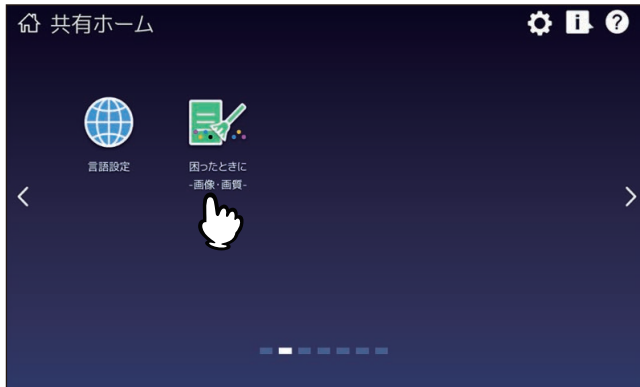 共有ホーム
言語設定
困ったときに
-画像・画質-